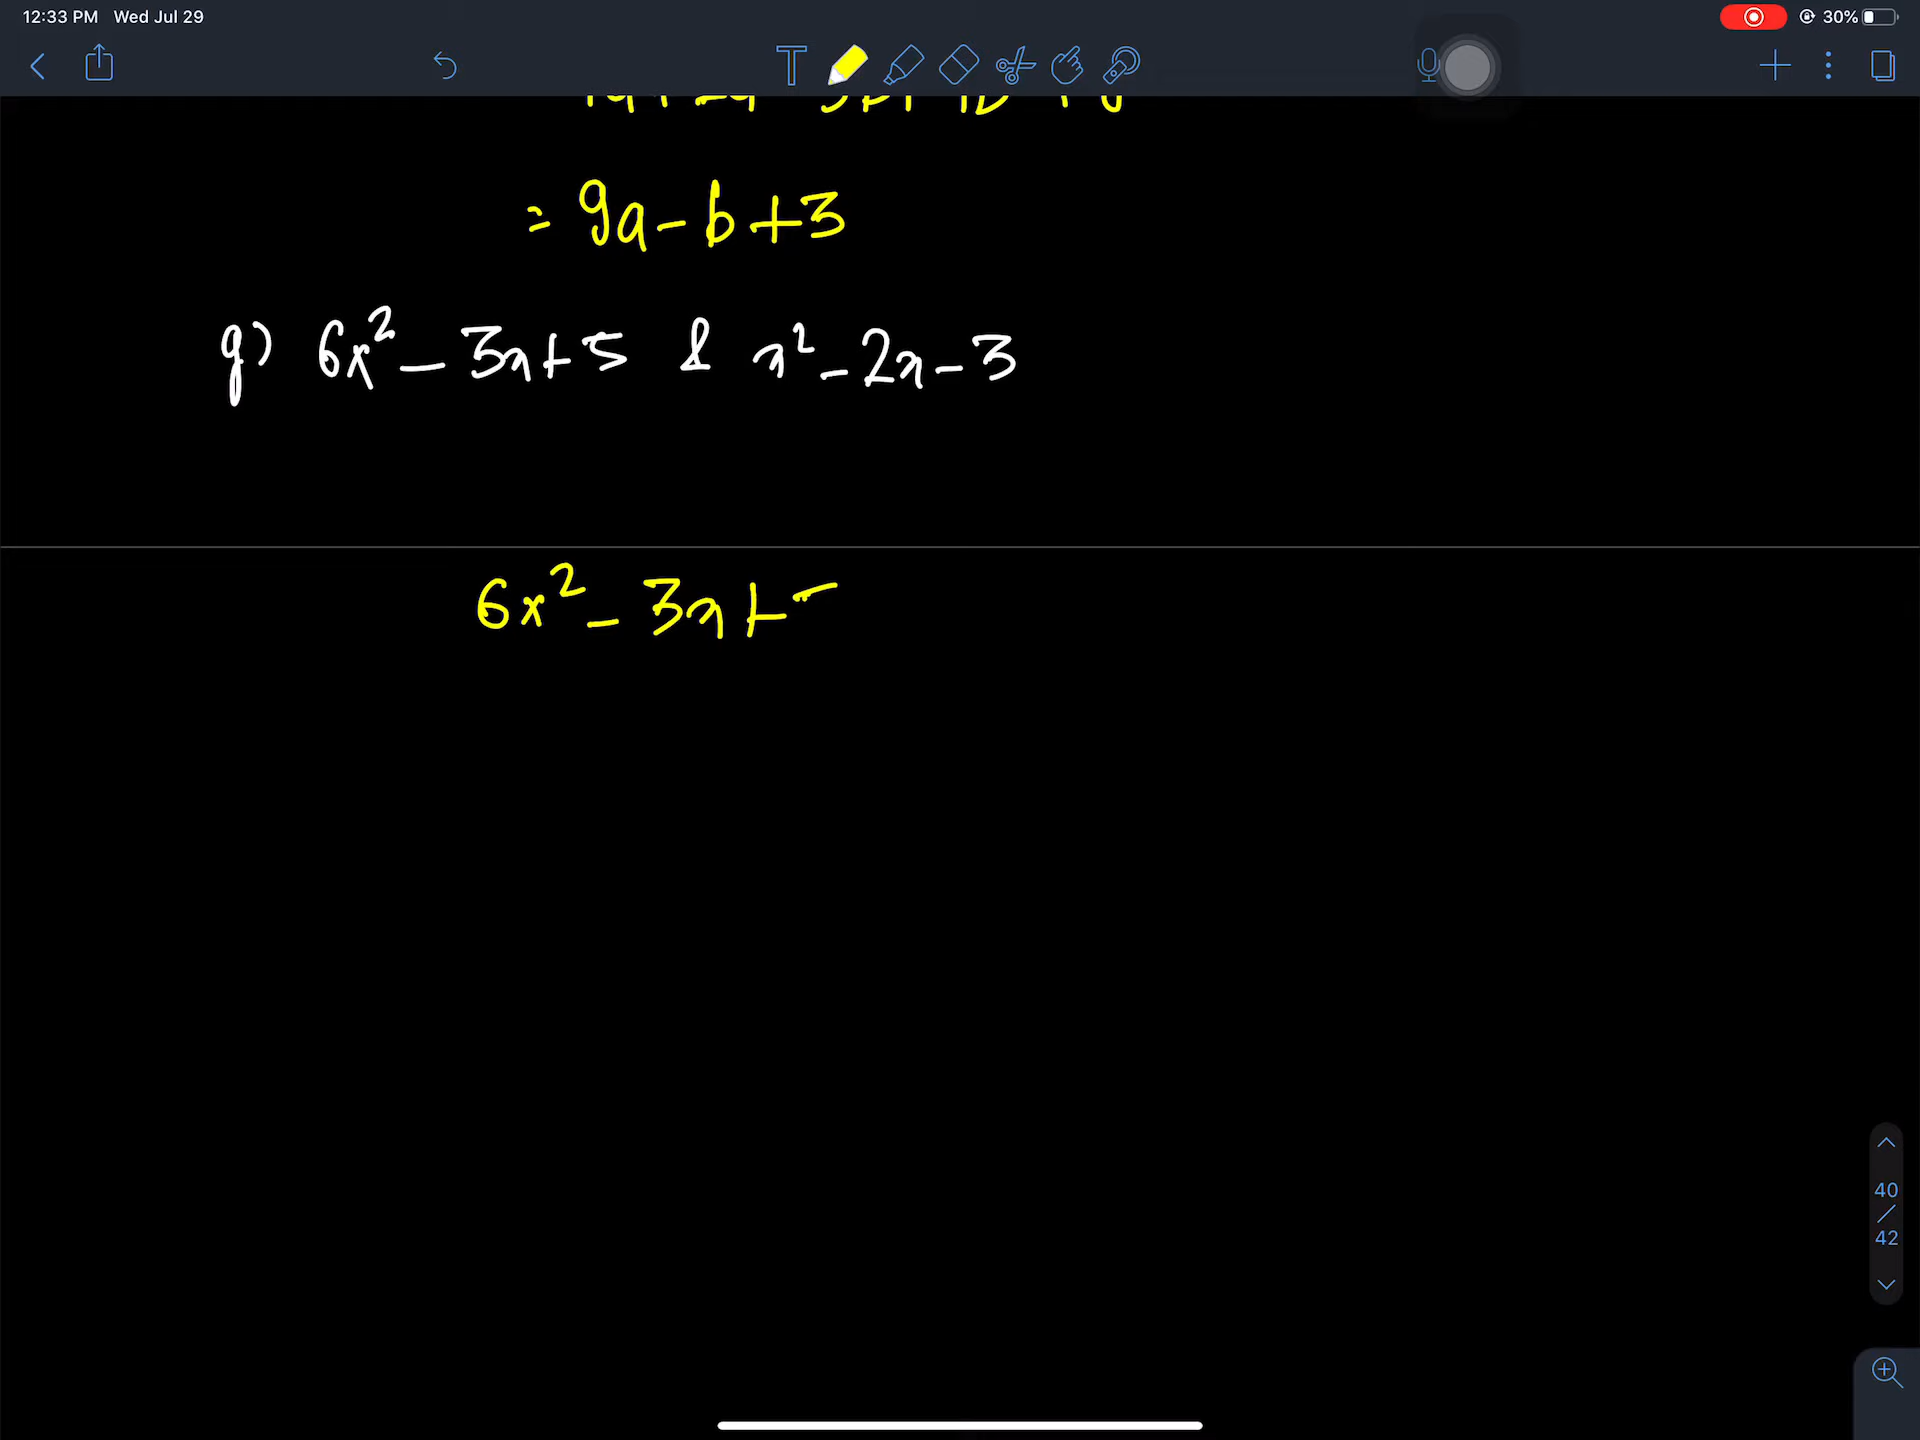 12:33 PM Wed Jul 29 30%
= 9a - b + 3
g) 6x² - 3x + 5 & x² - 2x - 3
6x² - 3x +
40
/
42